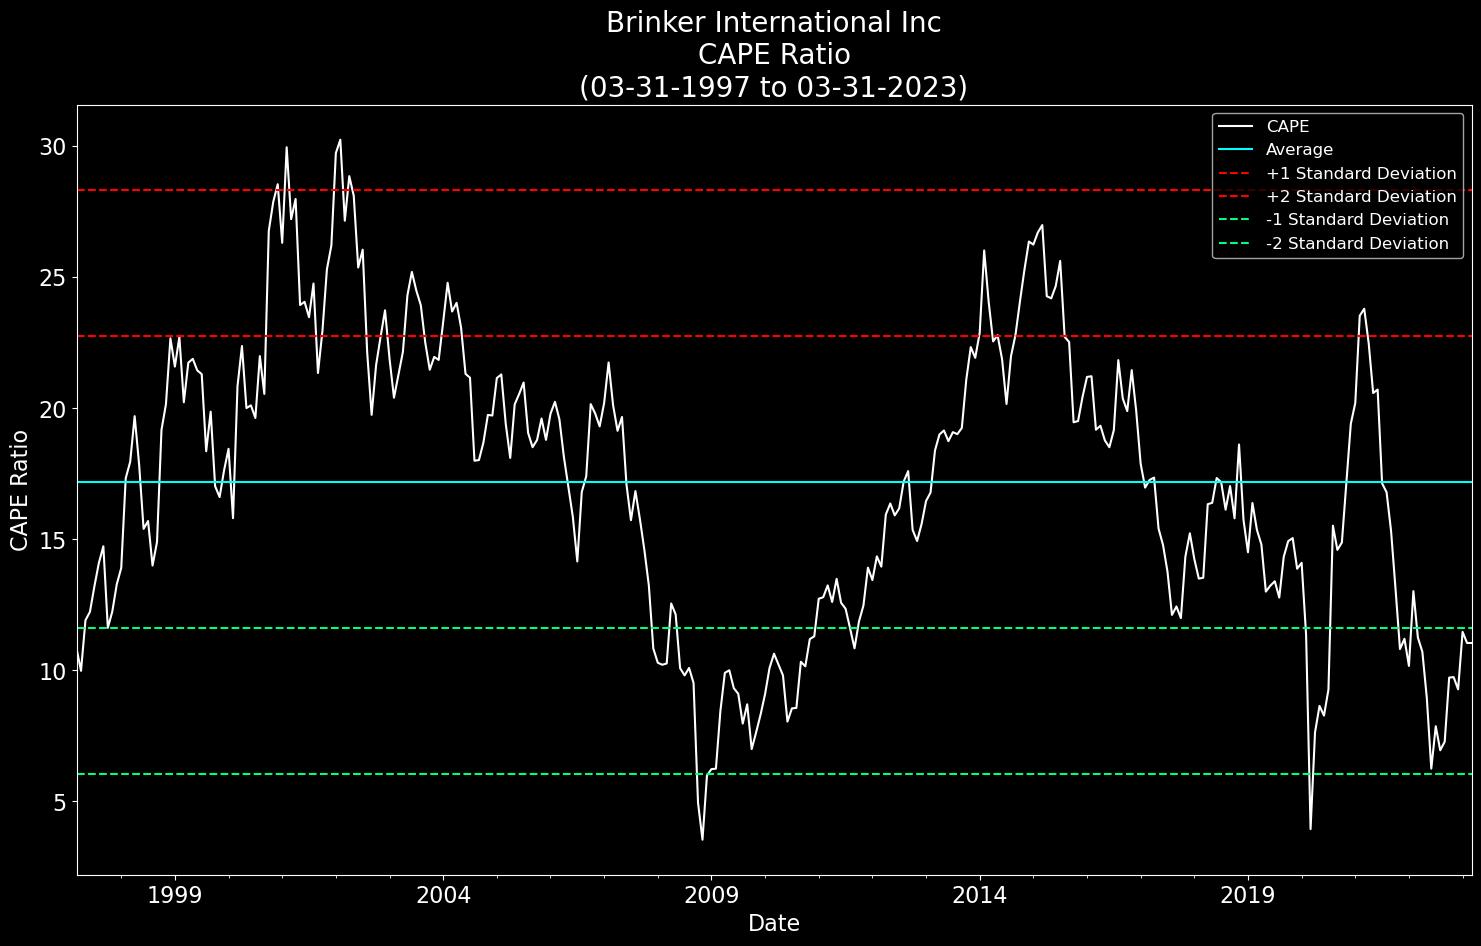 Brinker International Inc
CAPE Ratio
(03-31-1997 to 03-31-2023)
CAPE
Average
+1 Standard Deviation
+2 Standard Deviation
-1 Standard Deviation
-2 Standard Deviation
30
25
20
15
10
5
CAPE Ratio
1999
2004
2009
2014
2019
Date